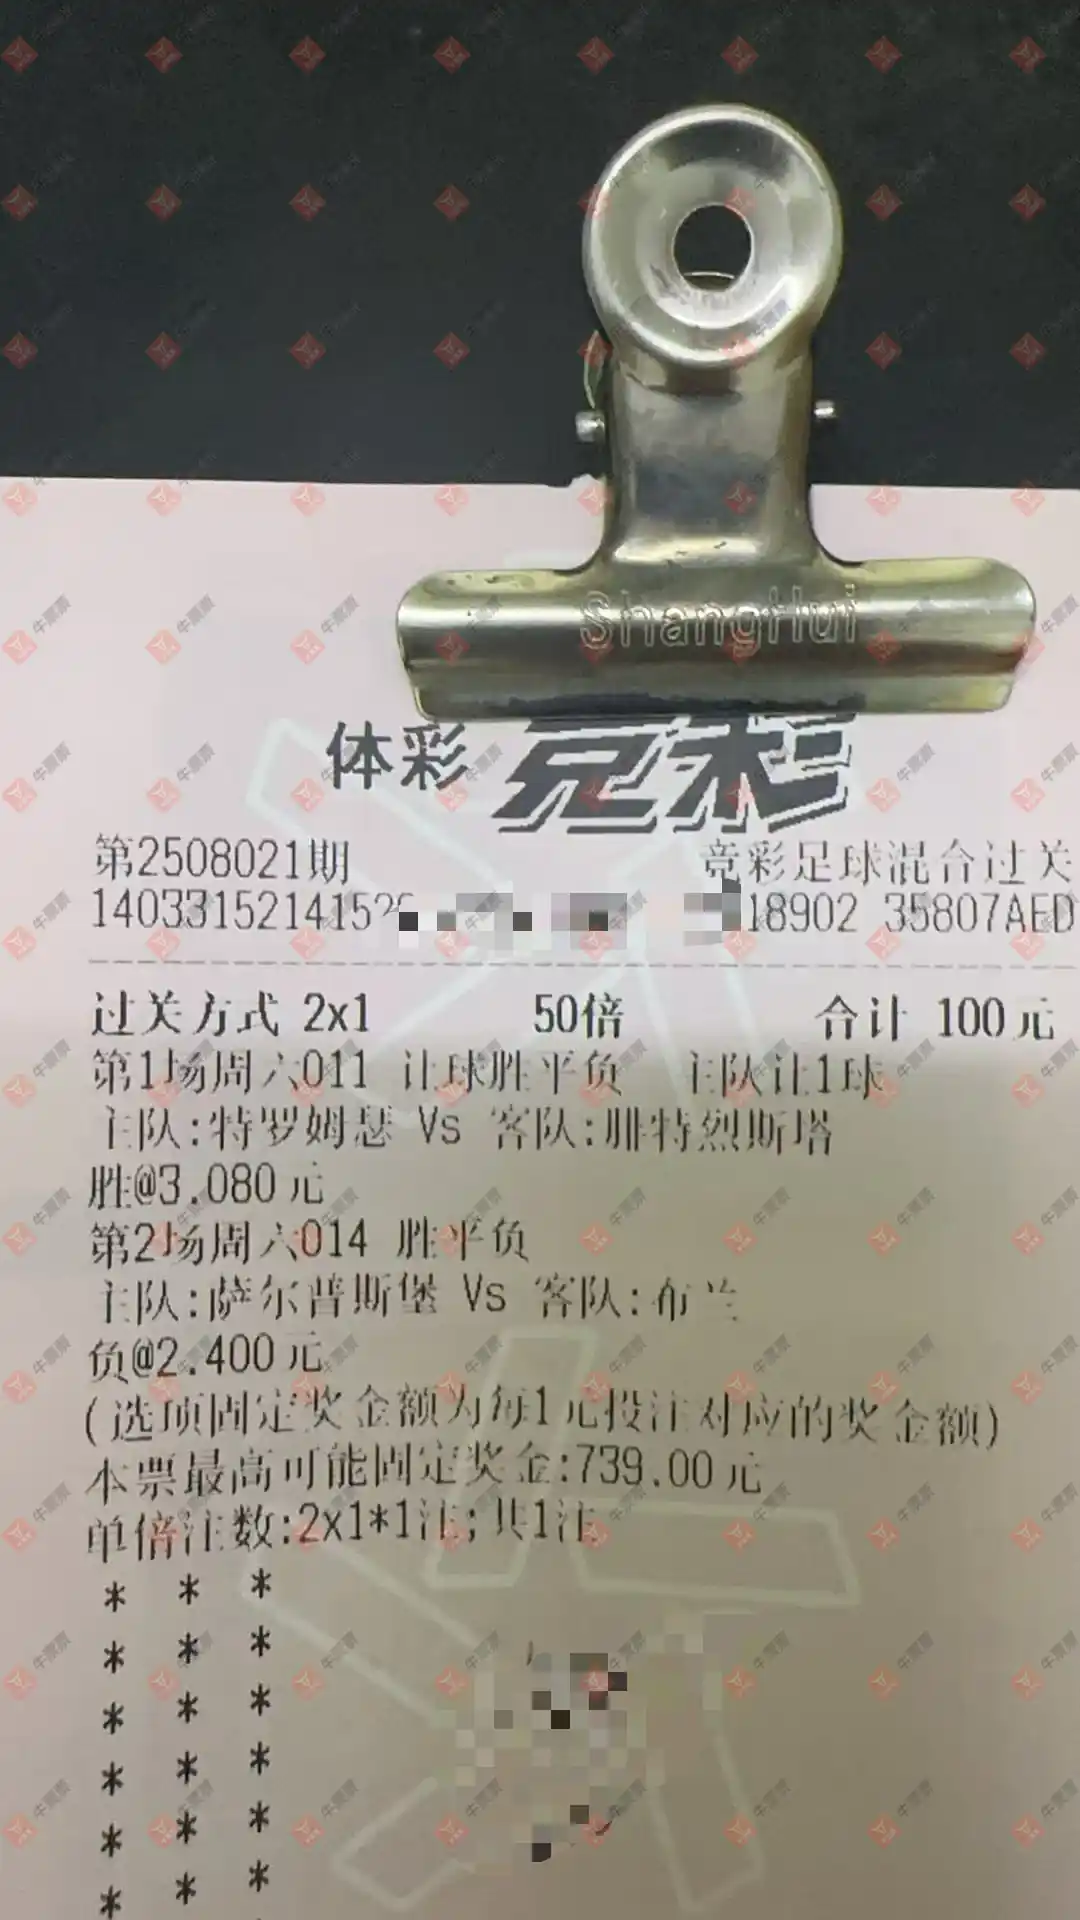 ShangHui
体彩 竞彩
第2508021期 竞彩足球混合过关
1403315214152 18902 35807AED
过关方式 2x1 50倍 合计 100元
第1场周六011 让球胜平负 主队让1球
主队:特罗姆瑟 Vs 客队:腓特烈斯塔
胜@3.080元
第2场周六014 胜平负
主队:萨尔普斯堡 Vs 客队:布兰
负@2.400元
(选项固定奖金额为每1元投注对应的奖金额)
本票最高可能固定奖金:739.00元
单倍注数:2x1*1注;共1注
* * *
* * *
* * *
* * *
* * *
* * *
牛票票